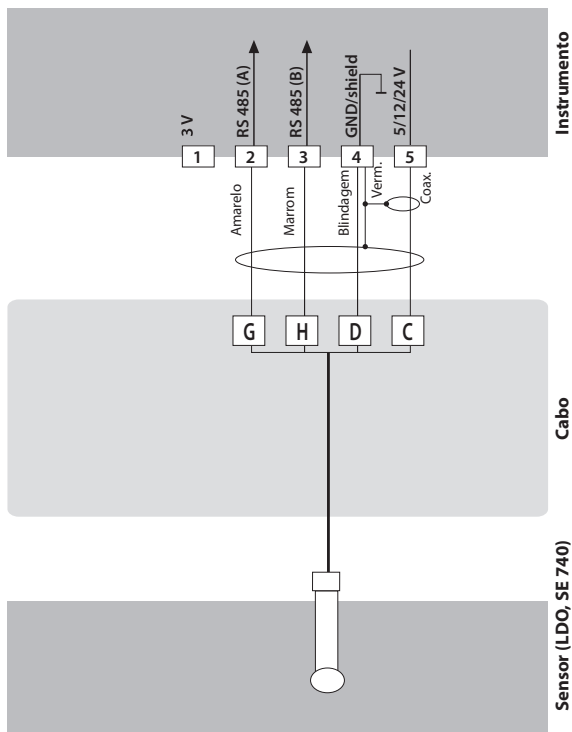 Instrumento
3 V
RS 485 (A)
RS 485 (B)
GND/shield
5/12/24 V
1
2
3
4
5
Amarelo
Marrom
Blindagem
Verm.
Coax.
G
H
D
C
Cabo
Sensor (LDO, SE 740)